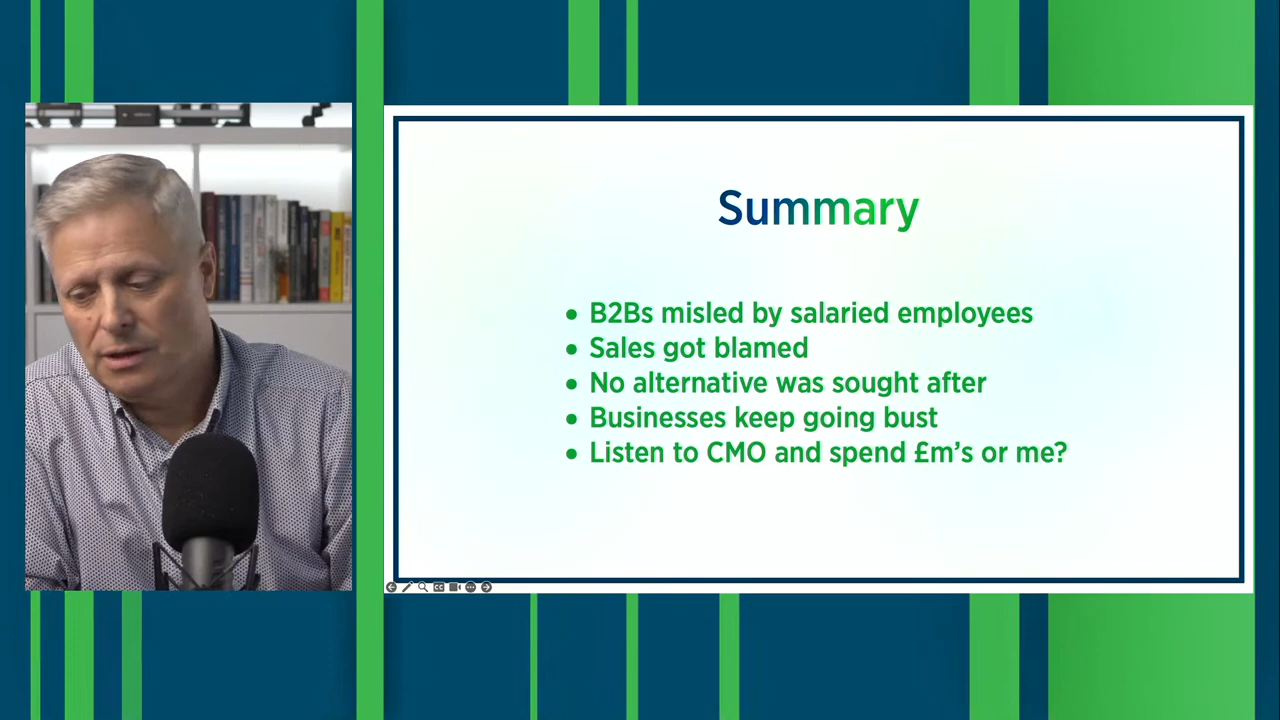 Summary
• B2Bs misled by salaried employees
• Sales got blamed
• No alternative was sought after
• Businesses keep going bust
• Listen to CMO and spend £m's or me?